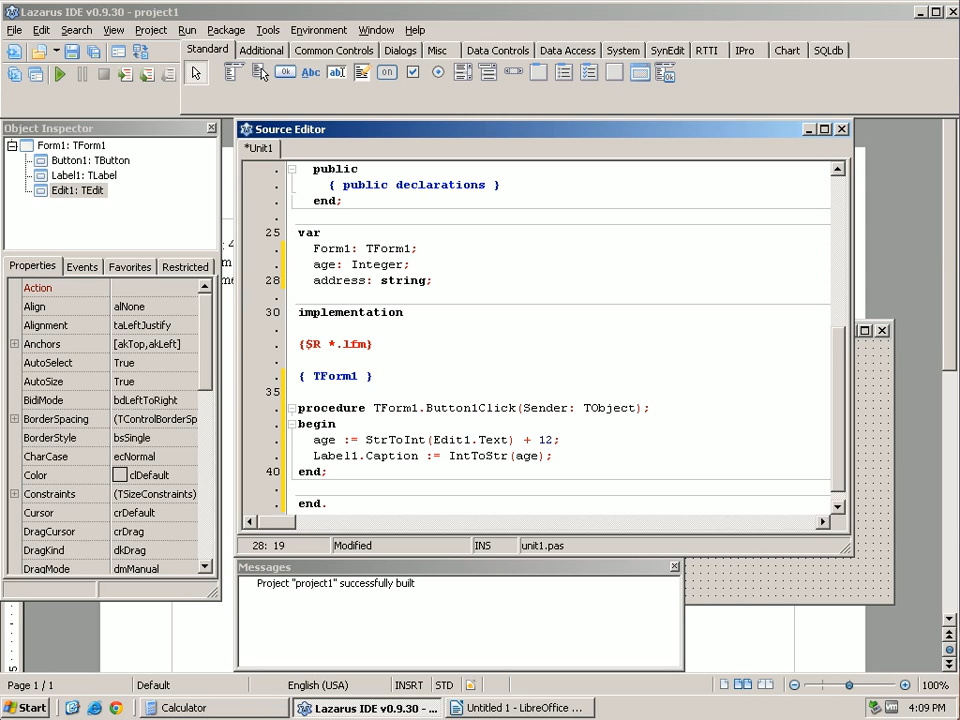 Lazarus IDE v0.9.30 - project1
File Edit Search View Project Run Package Tools Environment Window Help
Standard Additional Common Controls Dialogs Misc Data Controls Data Access System SynEdit RTTI IPro Chart SQLdb
Ok Abc ab on
Object Inspector
Form1: TForm1
Button1: TButton
Label1: TLabel
Edit1: TEdit
Properties Events Favorites Restricted
Action
Align alNone
Alignment taLeftJustify
Anchors [akTop,akLeft]
AutoSelect True
AutoSize True
BidiMode bdLeftToRight
BorderSpacing (TControlBorderSp
BorderStyle bsSingle
CharCase ecNormal
Color clDefault
Constraints (TSizeConstraints)
Cursor crDefault
DragCursor crDrag
DragKind dkDrag
DragMode dmManual
Source Editor
*Unit1
public
{ public declarations }
end;
25 var
Form1: TForm1;
age: Integer;
28 address: string;
30 implementation
{$R *.lfm}
{ TForm1 }
35
procedure TForm1.Button1Click(Sender: TObject);
begin
age := StrToInt(Edit1.Text) + 12;
Label1.Caption := IntToStr(age);
40 end;
end.
28: 19 Modified INS unit1.pas
Messages
Project "project1" successfully built
Page 1 / 1 Default English (USA) INSRT STD 100%
Start Calculator Lazarus IDE v0.9.30 - ... Untitled 1 - LibreOffice ... 4:09 PM